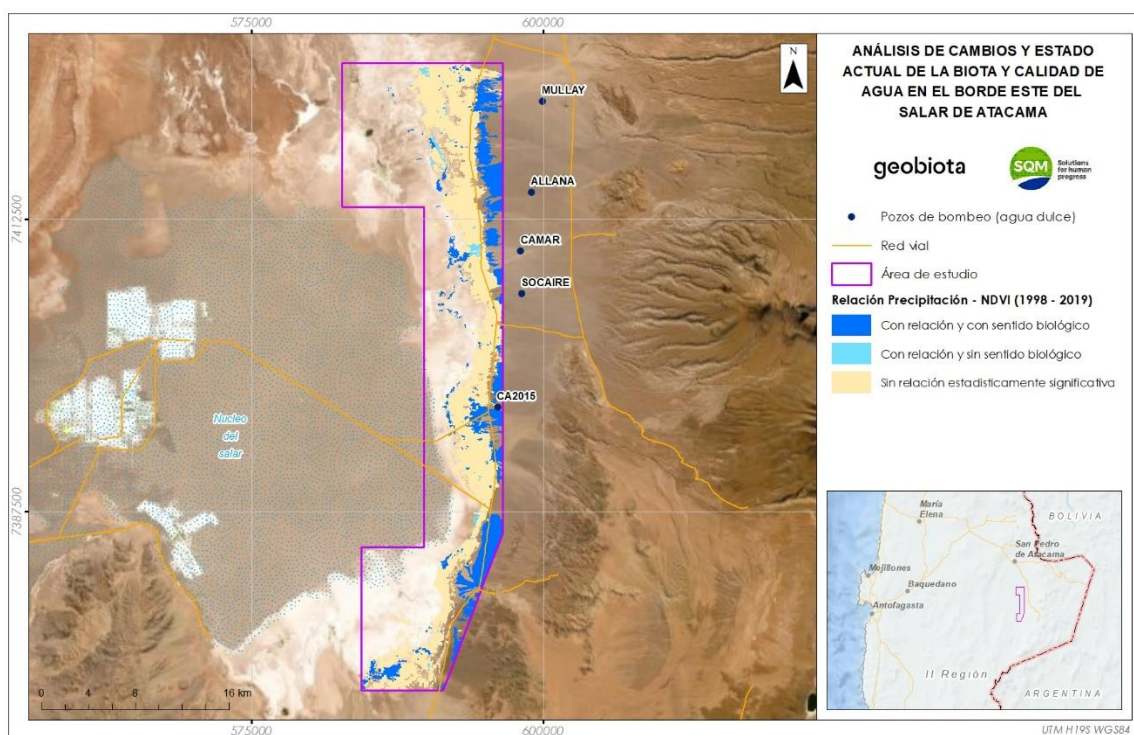 575000
600000
7412500
7387500
N
MULLAY
ALLANA
CAMAR
SOCAIRE
CA2015
Nucleo
del
salar
0 4 8 16 km
575000
600000
ANÁLISIS DE CAMBIOS Y ESTADO
ACTUAL DE LA BIOTA Y CALIDAD DE
AGUA EN EL BORDE ESTE DEL
SALAR DE ATACAMA
geobiota
SQM
Solutions
for human
progress
Pozos de bombeo (agua dulce)
Red vial
Área de estudio
Relación Precipitación - NDVI (1998 - 2019)
Con relación y con sentido biológico
Con relación y sin sentido biológico
Sin relación estadísticamente significativa
María
Elena
BOLIVIA
San Pedro
de Atacama
Mejillones
Baquedano
Antofagasta
II Región
ARGENTINA
UTM H19S WGS84